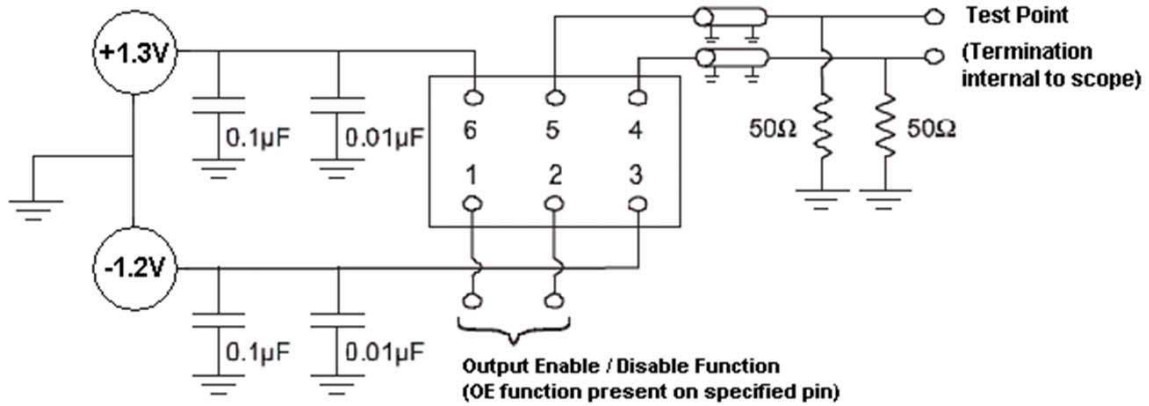 +1.3V
0.1µF
0.01µF
6
5
4
1
2
3
Test Point
(Termination
internal to scope)
50Ω
50Ω
-1.2V
0.1µF
0.01µF
Output Enable / Disable Function
(OE function present on specified pin)